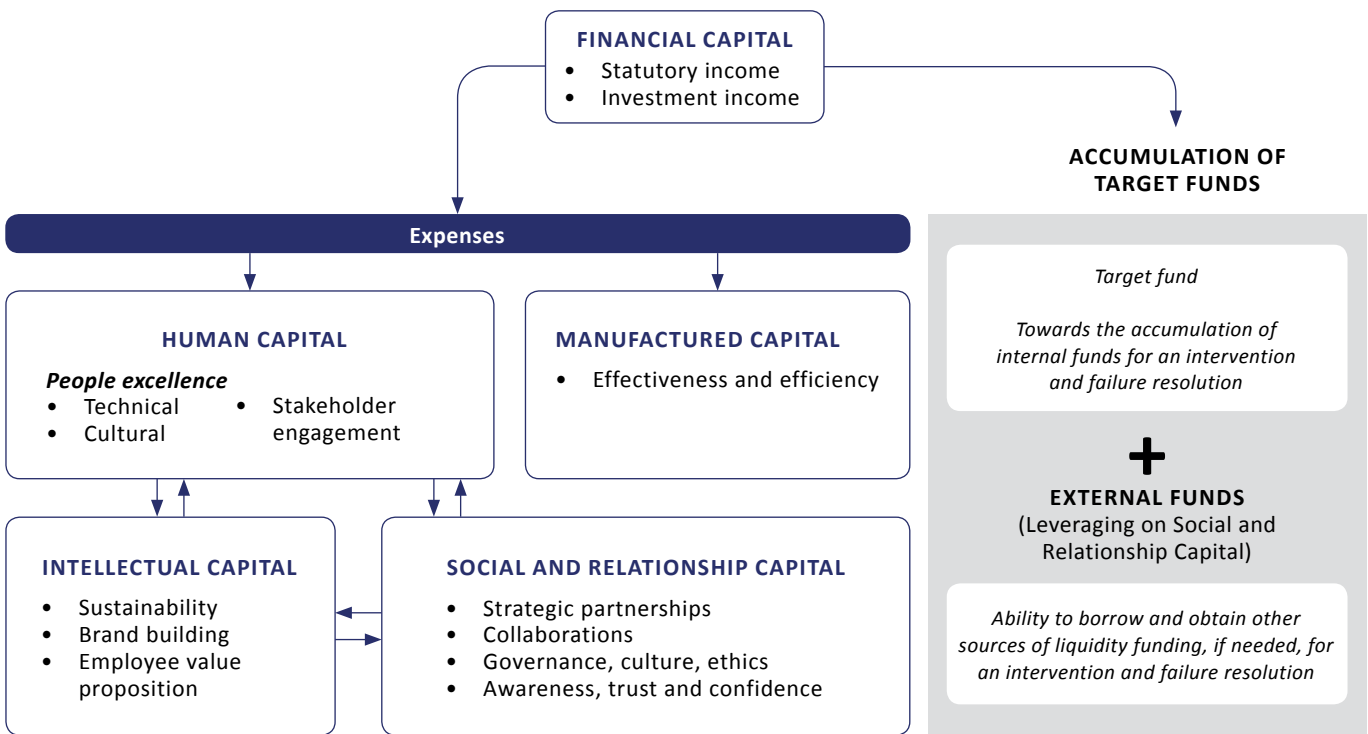 FINANCIAL CAPITAL
• Statutory income
• Investment income
ACCUMULATION OF
TARGET FUNDS
Expenses
HUMAN CAPITAL
People excellence
• Technical
• Cultural
• Stakeholder
engagement
MANUFACTURED CAPITAL
• Effectiveness and efficiency
INTELLECTUAL CAPITAL
• Sustainability
• Brand building
• Employee value
proposition
SOCIAL AND RELATIONSHIP CAPITAL
• Strategic partnerships
• Collaborations
• Governance, culture, ethics
• Awareness, trust and confidence
Target fund
Towards the accumulation of
internal funds for an intervention
and failure resolution
+
EXTERNAL FUNDS
(Leveraging on Social and
Relationship Capital)
Ability to borrow and obtain other
sources of liquidity funding, if needed, for
an intervention and failure resolution